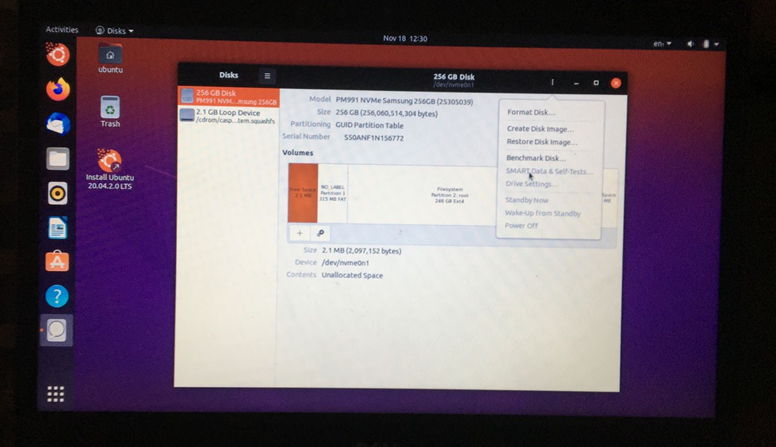 Activities
Disks
Nov 18 12:30
en₁
ubuntu
Trash
Install Ubuntu
20.04.2.0 LTS
Disks
256 GB Disk
/dev/nvme0n1
256 GB Disk
PM991 NVM...msung 256GB
2.1 GB Loop Device
/cdrom/casp...tem.squashfs
Model PM991 NVMe Samsung 256GB (25305039)
Size 256 GB (256,060,514,304 bytes)
Partitioning GUID Partition Table
Serial Number S50ANF1N156772
Volumes
Free Space
2.1 MB
NO_LABEL
Partition 1
315 MB FAT
Filesystem
Partition 2: root
248 GB Ext4
Space
MB
Size 2.1 MB (2,097,152 bytes)
Device /dev/nvme0n1
Contents Unallocated Space
Format Disk...
Create Disk Image...
Restore Disk Image...
Benchmark Disk...
SMART Data & Self-Tests...
Drive Settings...
Standby Now
Wake-Up from Standby
Power Off